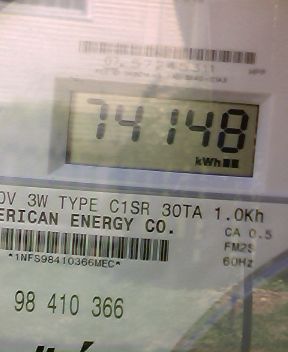 74148
kWh
0V 3W TYPE C1SR 30TA 1.0Kh
ERICAN ENERGY CO.
CA 0.5
FM2S
60Hz
*1NFS98410366MEC*
98 410 366